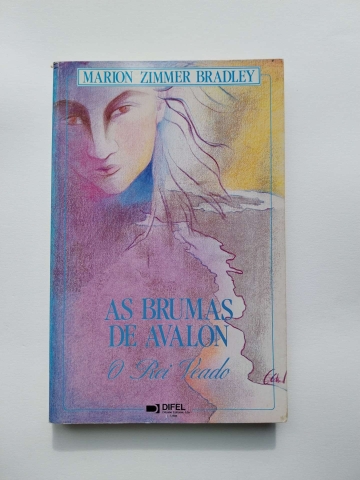 MARION ZIMMER BRADLEY
AS BRUMAS
DE AVALON
O Rei Veado
DIFEL